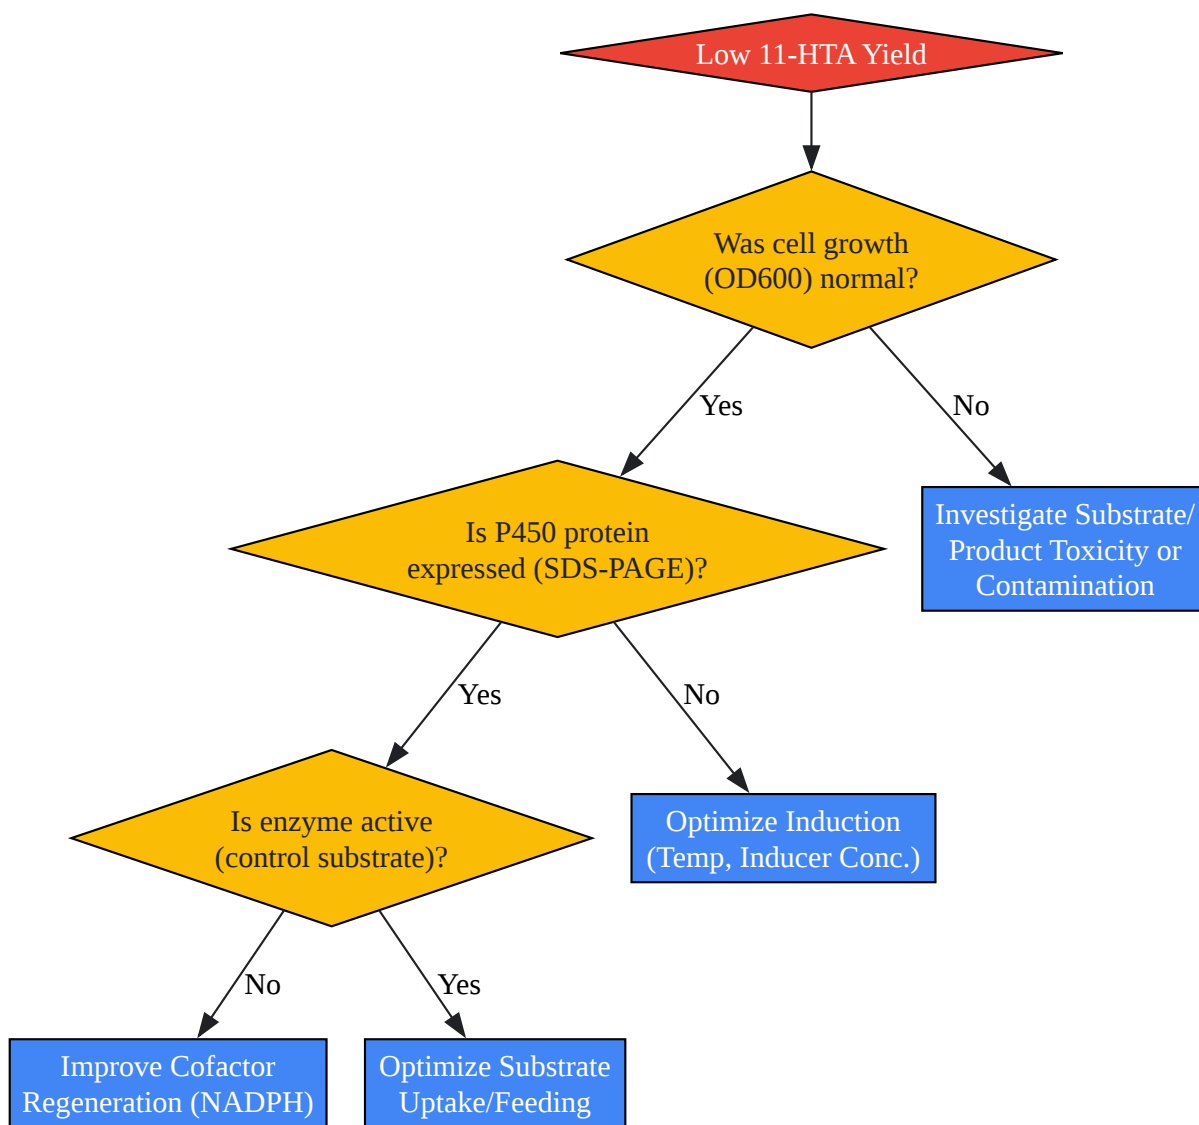 Low 11-HTA Yield
Was cell growth
(OD600) normal?
Yes
No
Investigate Substrate/
Product Toxicity or
Contamination
Is P450 protein
expressed (SDS-PAGE)?
Yes
No
Optimize Induction
(Temp, Inducer Conc.)
Is enzyme active
(control substrate)?
No
Yes
Improve Cofactor
Regeneration (NADPH)
Optimize Substrate
Uptake/Feeding